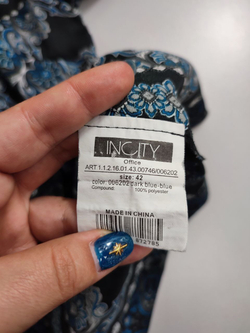 INCITY
Office
ART 1.1.2.16.01.43.00746/006202
size: 42
color: 006202 dark blue-blue
Compound: 100% polyester
MADE IN CHINA